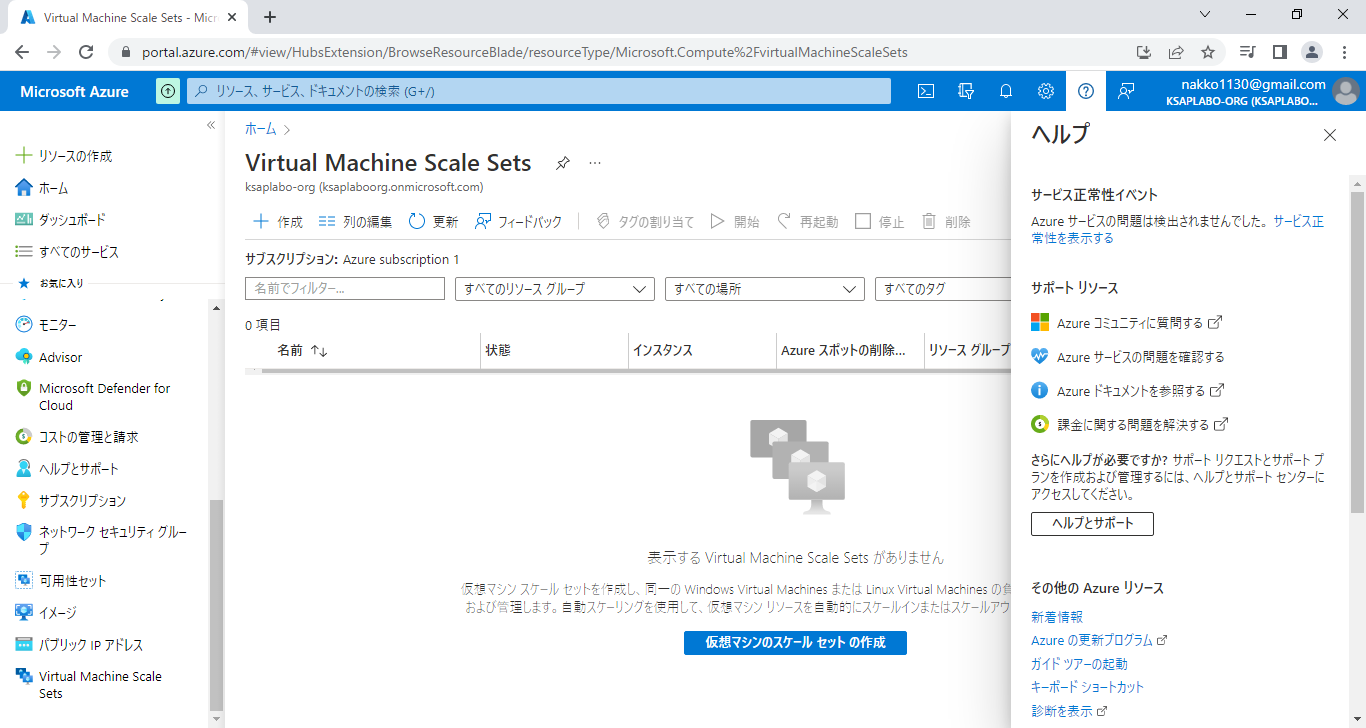 Virtual Machine Scale Sets - Micr
portal.azure.com/#view/HubsExtension/BrowseResourceBlade/resourceType/Microsoft.Compute%2FvirtualMachineScaleSets
Microsoft Azure
リソース、サービス、ドキュメントの検索 (G+/)
nakko1130@gmail.com
KSAPLABO-ORG (KSAPLABO...
リソースの作成
ホーム
ダッシュボード
すべてのサービス
お気に入り
モニター
Advisor
Microsoft Defender for
Cloud
コストの管理と請求
ヘルプとサポート
サブスクリプション
ネットワーク セキュリティ グルー
プ
可用性セット
イメージ
パブリック IP アドレス
Virtual Machine Scale
Sets
ホーム
Virtual Machine Scale Sets
ksaplabo-org (ksaplaboorg.onmicrosoft.com)
作成 列の編集 更新 フィードバック タグの割り当て 開始 再起動 停止 削除
サブスクリプション: Azure subscription 1
名前でフィルター... すべてのリソース グループ すべての場所 すべてのタグ
0 項目
名前 状態 インスタンス Azure スポットの削除... リソース グループ
表示する Virtual Machine Scale Sets がありません
仮想マシン スケール セットを作成し、同一の Windows Virtual Machines または Linux Virtual Machines の
および管理します。自動スケーリングを使用して、仮想マシン リソースを自動的にスケールインまたはスケールアウ
仮想マシンのスケール セット の作成
ヘルプ
サービス正常性イベント
Azure サービスの問題は検出されませんでした。 サービス正
常性を表示する
サポート リソース
Azure コミュニティに質問する
Azure サービスの問題を確認する
Azure ドキュメントを参照する
課金に関する問題を解決する
さらにヘルプが必要ですか? サポート リクエストとサポート プ
ランを作成および管理するには、ヘルプとサポート センターに
アクセスしてください。
ヘルプとサポート
その他の Azure リソース
新着情報
Azure の更新プログラム
ガイド ツアーの起動
キーボード ショートカット
診断を表示